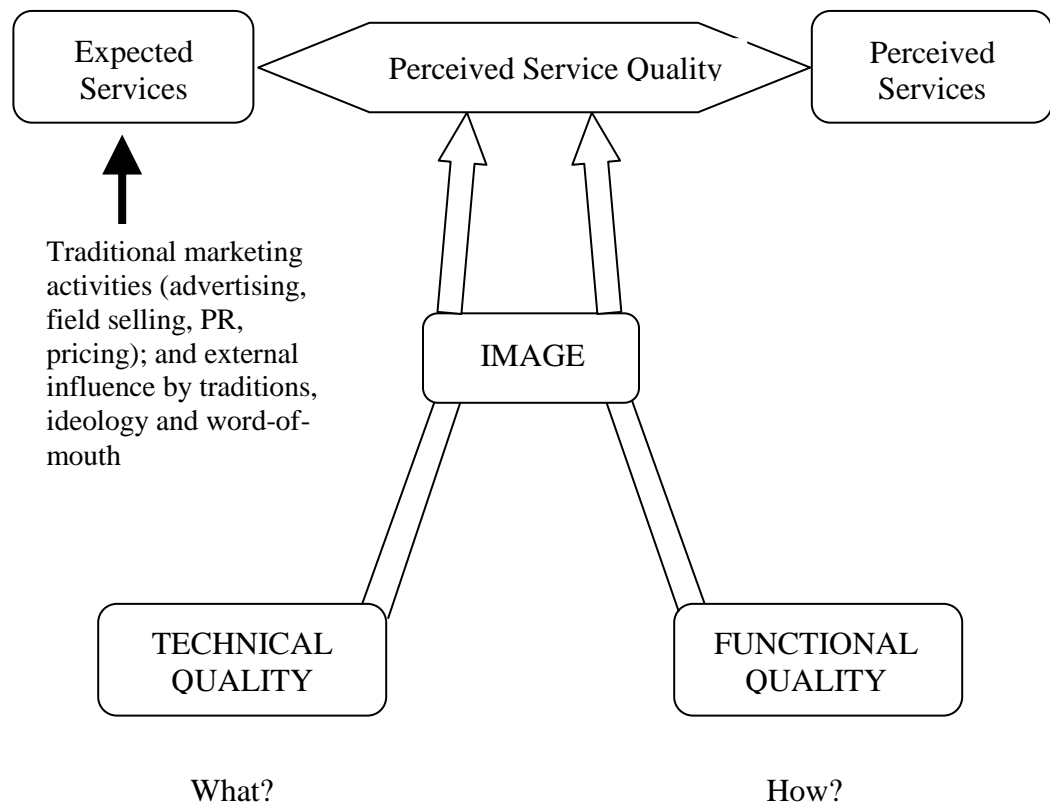 Expected
Services
Perceived Service Quality
Perceived
Services
Traditional marketing
activities (advertising,
field selling, PR,
pricing); and external
influence by traditions,
ideology and word-of-
mouth
IMAGE
TECHNICAL
QUALITY
FUNCTIONAL
QUALITY
What?
How?